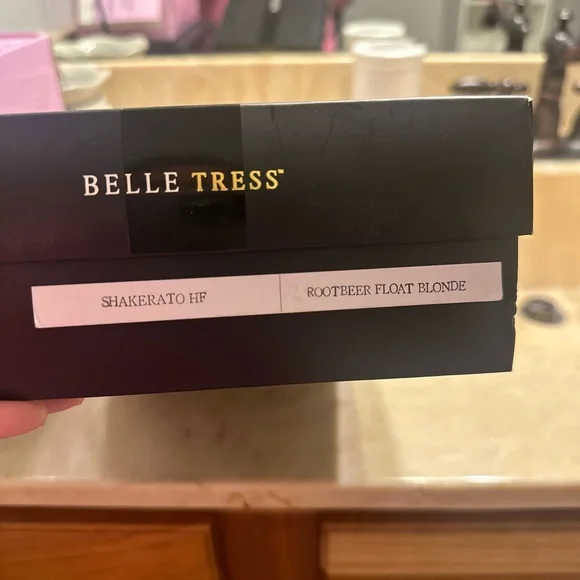 BELLE TRESS™
SHAKERATO HF
ROOTBEER FLOAT BLONDE